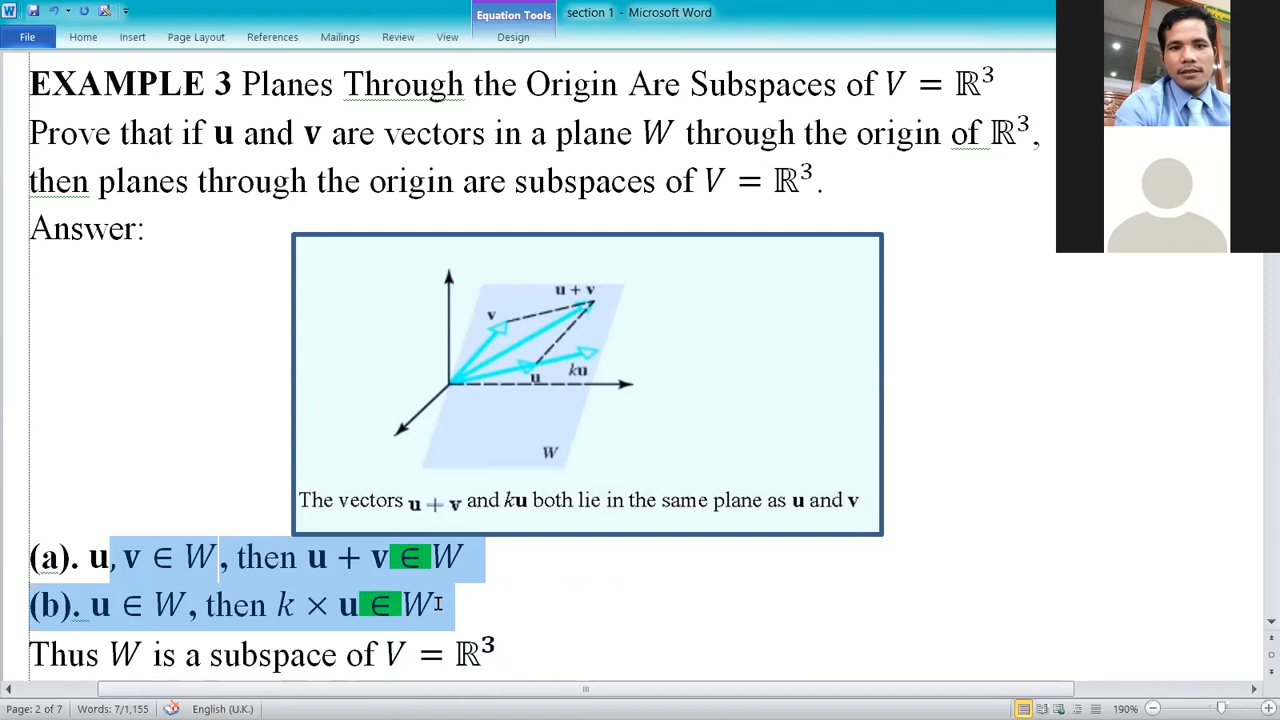 Equation Tools
section 1 - Microsoft Word
File Home Insert Page Layout References Mailings Review View Design
EXAMPLE 3 Planes Through the Origin Are Subspaces of V = ℝ³
Prove that if u and v are vectors in a plane W through the origin of ℝ³,
then planes through the origin are subspaces of V = ℝ³.
Answer:
u + v
v
ku
u
W
The vectors u + v and ku both lie in the same plane as u and v
(a). u, v ∈ W, then u + v ∈ W
(b). u ∈ W, then k × u ∈ W
Thus W is a subspace of V = ℝ³
Page: 2 of 7 Words: 7/1,155 English (U.K.) 190%